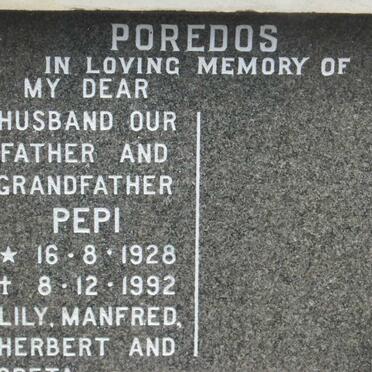 POREDOS
IN LOVING MEMORY OF
MY DEAR
HUSBAND OUR
FATHER AND
GRANDFATHER
PEPI
★ 16·8·1928
† 8·12·1992
LILY, MANFRED,
HERBERT AND